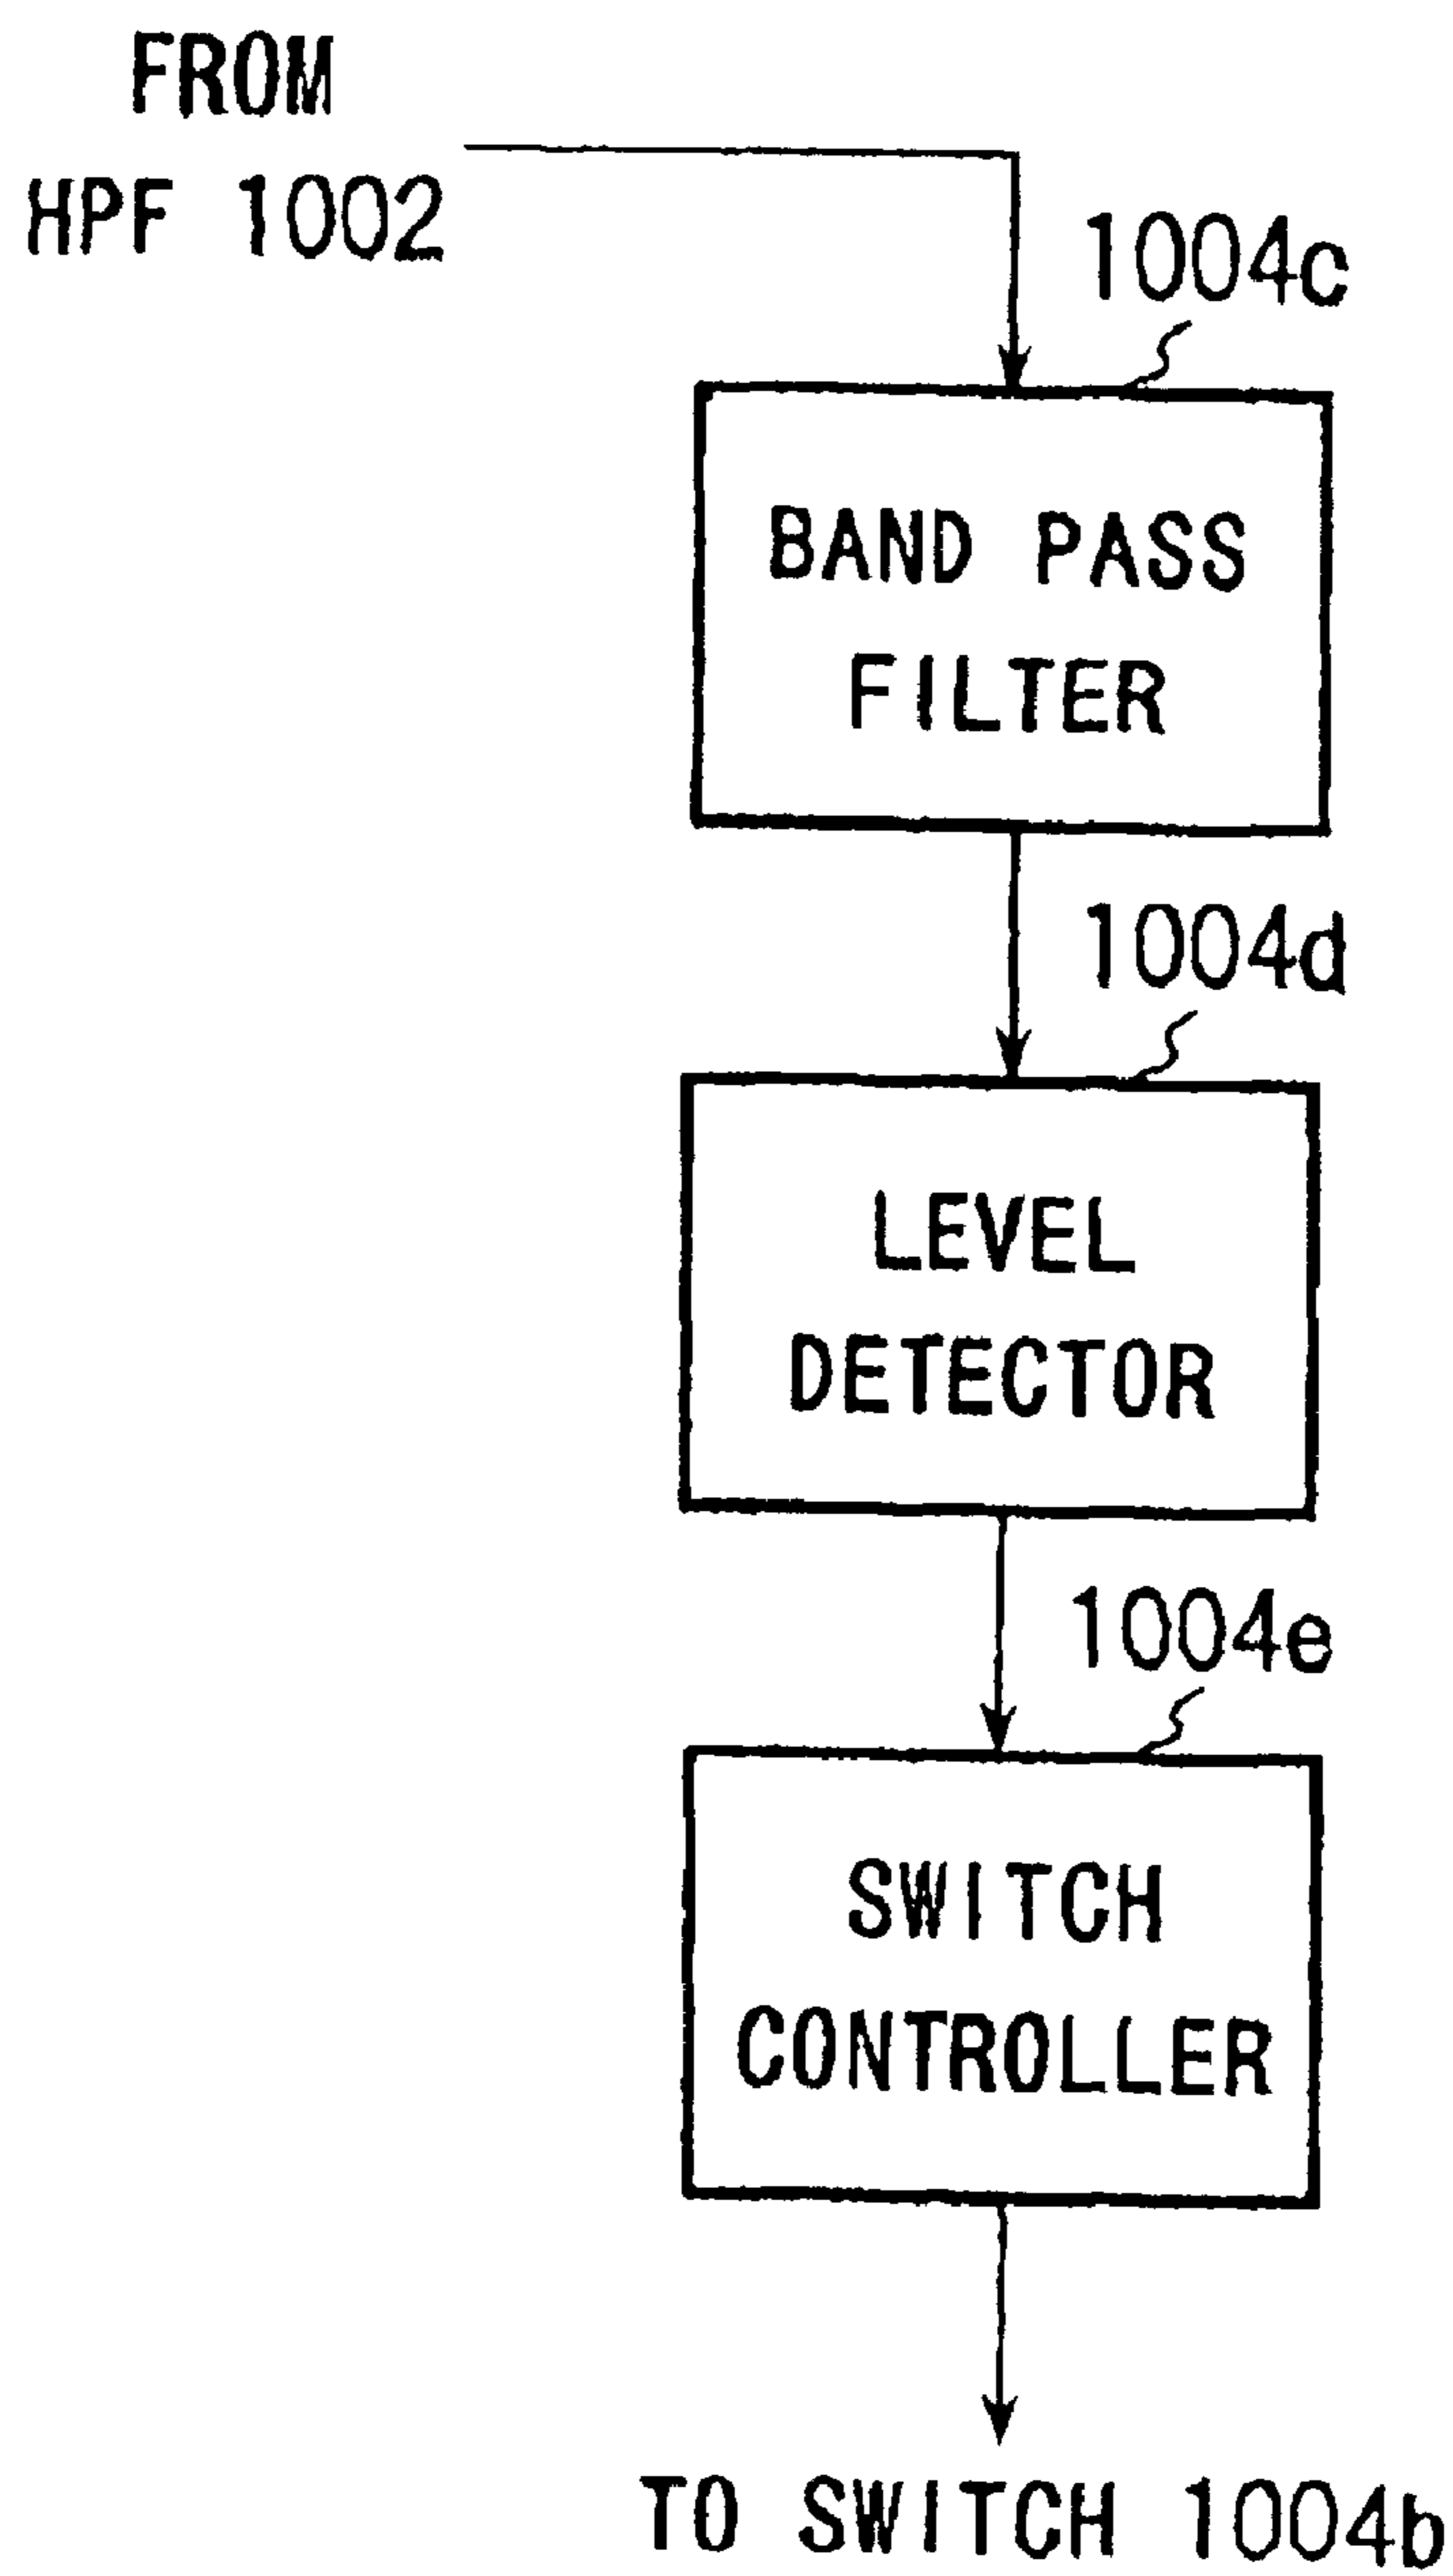 FROM
HPF 1002
1004c
BAND PASS
FILTER
1004d
LEVEL
DETECTOR
1004e
SWITCH
CONTROLLER
TO SWITCH 1004b